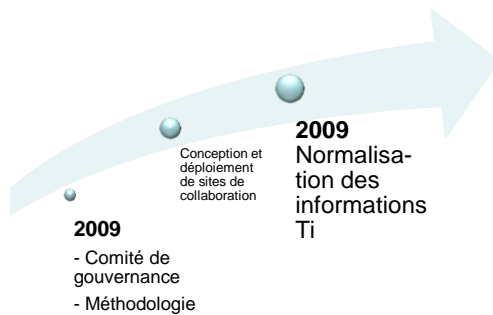 2009
- Comité de
gouvernance
- Méthodologie
Conception et
déploiement
de sites de
collaboration
2009
Normalisa-
tion des
informations
Ti